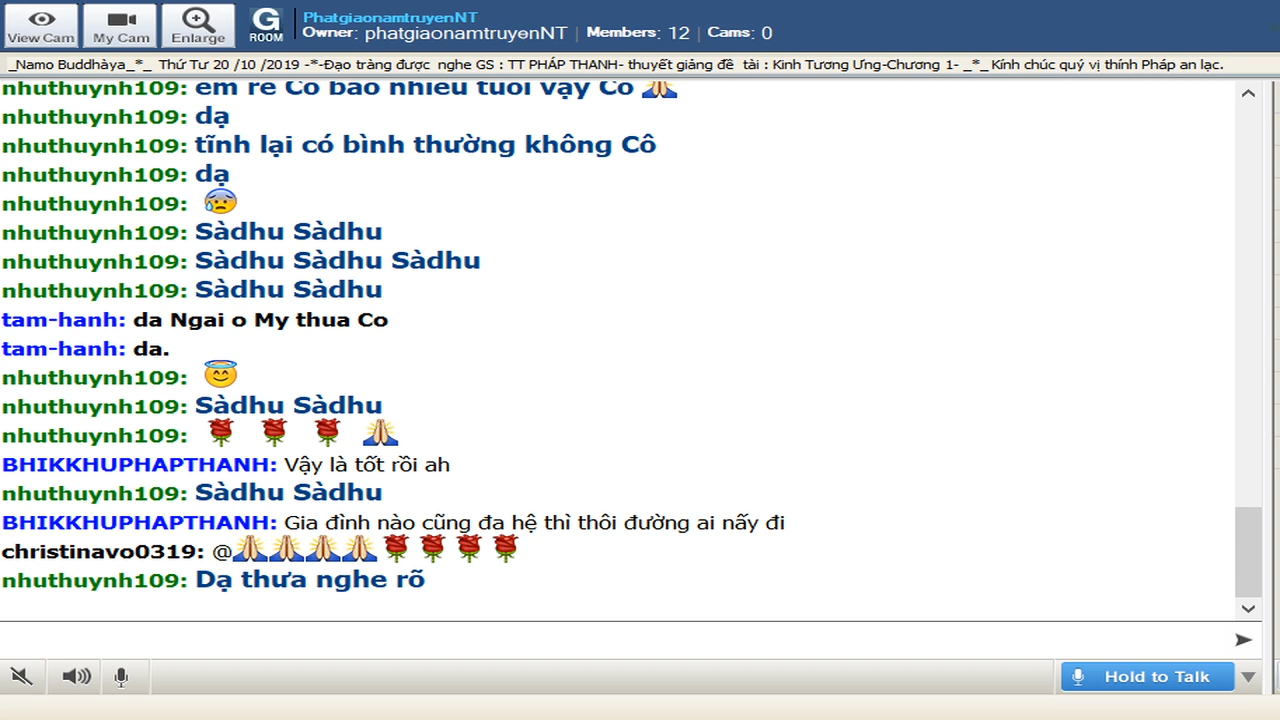 View Cam
My Cam
Enlarge
G ROOM
PhatgiaonamtruyenNT
Owner: phatgiaonamtruyenNT | Members: 12 | Cams: 0
_Namo Buddhàya_*_ Thứ Tư 20 /10 /2019 -*-Đạo tràng được nghe GS : TT PHÁP THANH- thuyết giảng đề tài : Kinh Tương Ưng-Chương 1- _*_ Kính chúc quý vị thính Pháp an lạc.
nhuthuynh109: em rể Cô bao nhiêu tuổi vậy Cô 🙏
nhuthuynh109: dạ
nhuthuynh109: tĩnh lại có bình thường không Cô
nhuthuynh109: dạ
nhuthuynh109: 😰
nhuthuynh109: Sàdhu Sàdhu
nhuthuynh109: Sàdhu Sàdhu Sàdhu
nhuthuynh109: Sàdhu Sàdhu
tam-hanh: da Ngai o My thua Co
tam-hanh: da.
nhuthuynh109: 😇
nhuthuynh109: Sàdhu Sàdhu
nhuthuynh109: 🌹 🌹 🌹 🙏
BHIKKHUPHAPTHANH: Vậy là tốt rồi ah
nhuthuynh109: Sàdhu Sàdhu
BHIKKHUPHAPTHANH: Gia đình nào cũng đa hệ thì thôi đường ai nấy đi
christinavo0319: @🙏🙏🙏🙏🌹🌹🌹🌹
nhuthuynh109: Dạ thưa nghe rõ
Hold to Talk